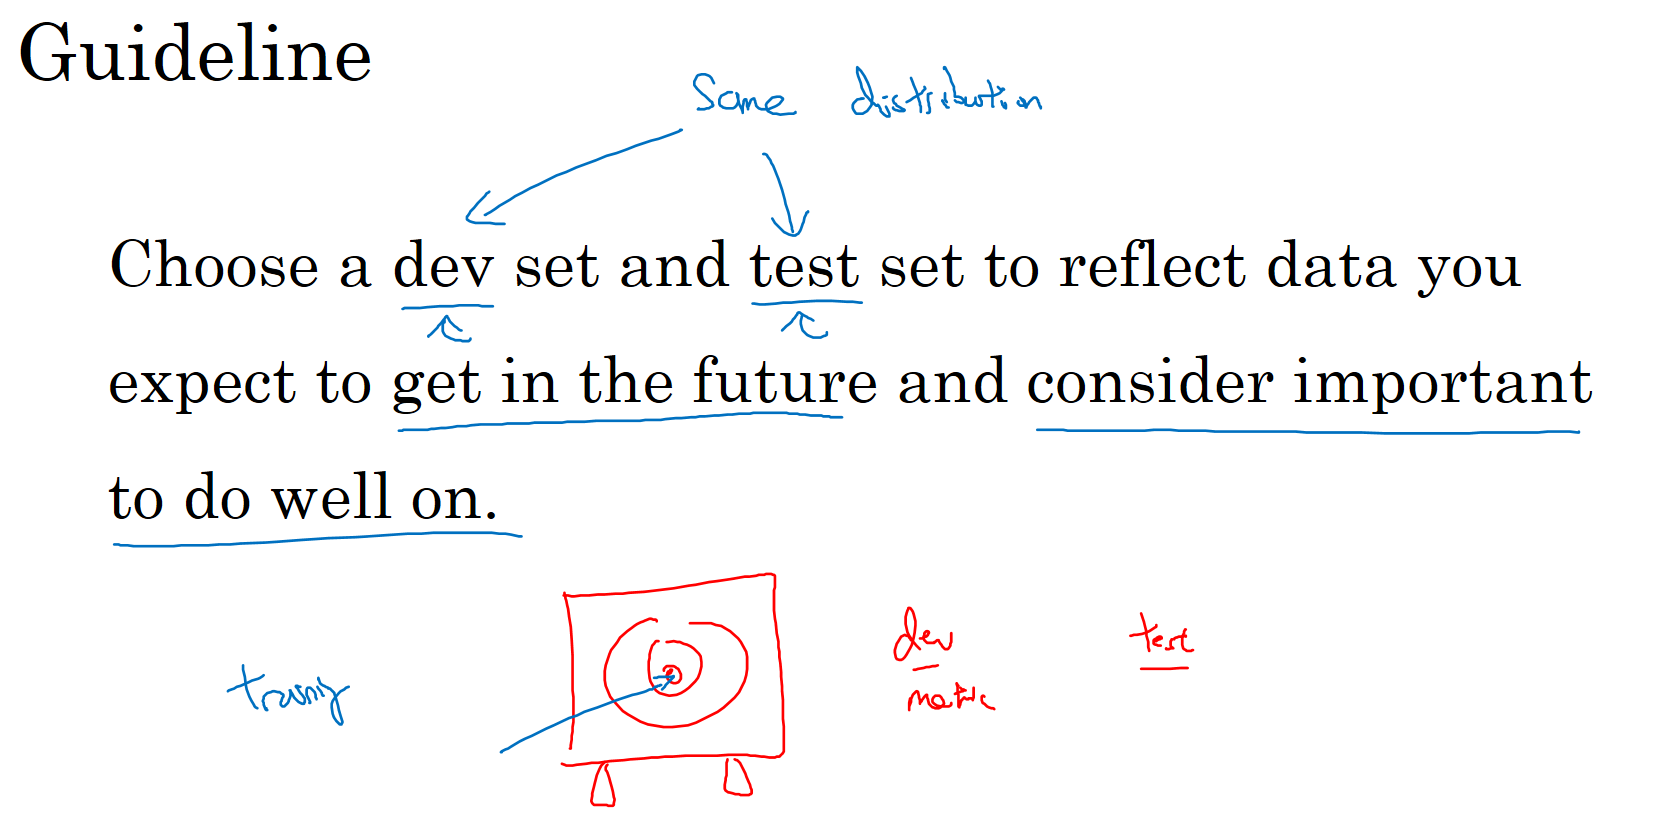 Guideline
Same distribution
Choose a dev set and test set to reflect data you
expect to get in the future and consider important
to do well on.
dev
test
training
metric